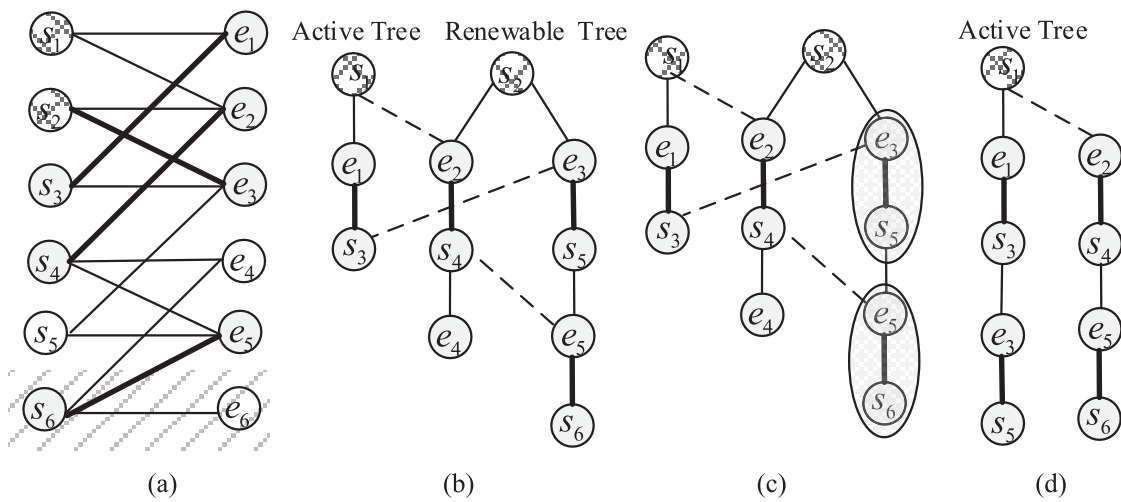 s1 e1
s2 e2
s3 e3
s4 e4
s5 e5
s6 e6
(a)
Active Tree Renewable Tree
s1 s2
e1 e2 e3
s3 s4 s5
e4 e5
s6
(b)
s1 s2
e1 e2 e3
s3 s4 s5
e4 e5
s6
(c)
Active Tree
s1
e1 e2
s3 s4
e3 e5
s5 s6
(d)